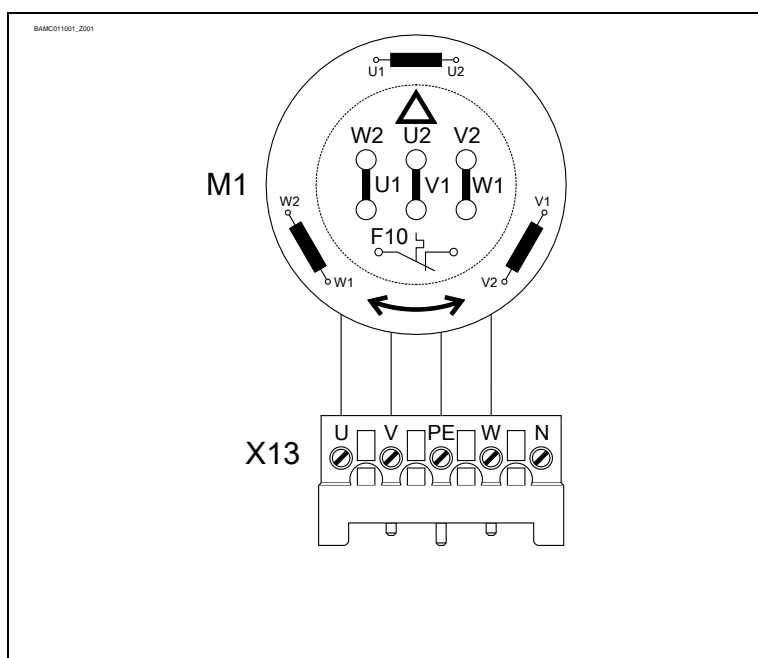 BAMC011001_Z001
U1 U2
W2 U2 V2
M1
U1 V1 W1
W2
V1
F10
W1
V2
U V PE W N
X13